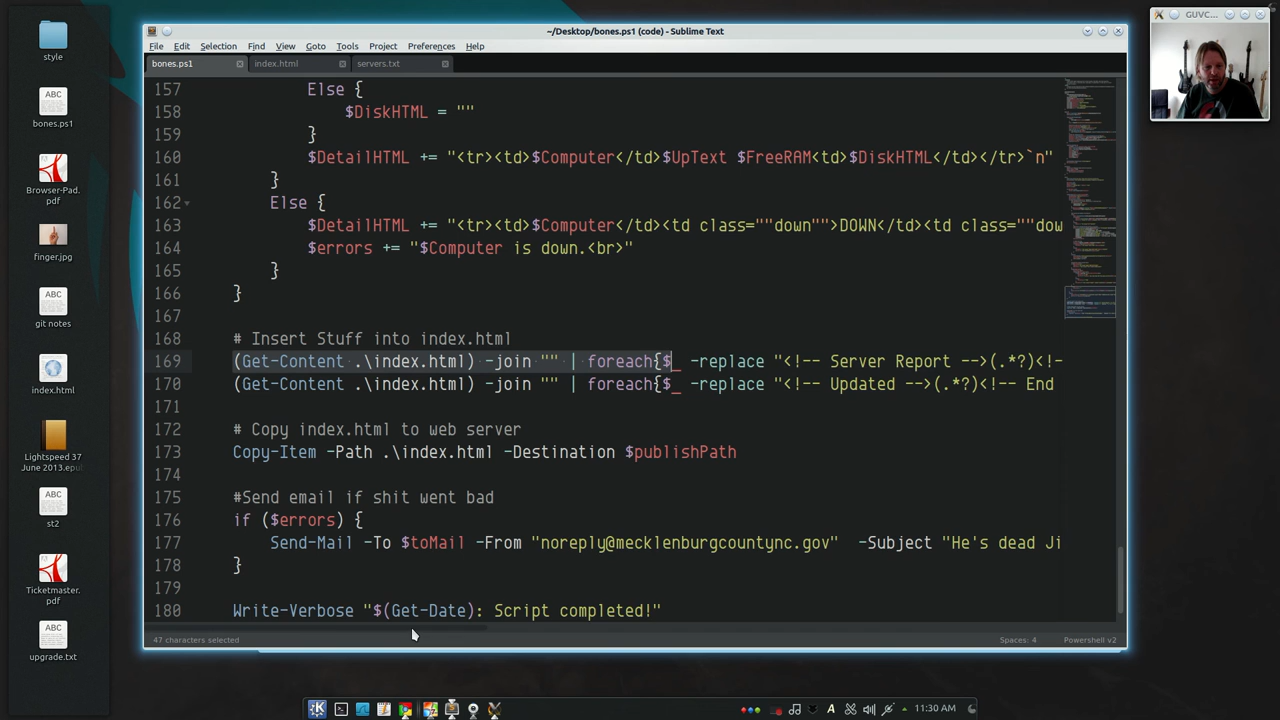 ~/Desktop/bones.ps1 (code) - Sublime Text
GUVC...
File Edit Selection Find View Goto Tools Project Preferences Help
bones.ps1 index.html servers.txt
157 Else {
158 $DiskHTML = ""
159 }
160 $DetailHTML += "<tr><td>$Computer</td>$UpText $FreeRAM<td>$DiskHTML</td></tr>`n"
161 }
162 Else {
163 $DetailHTML += "<tr><td>$Computer</td><td class=""down"">DOWN</td><td class=""dow
164 $errors += "$Computer is down.<br>"
165 }
166 }
167
168 # Insert Stuff into index.html
169 (Get-Content .\index.html) -join "" | foreach{$_ -replace "<!-- Server Report -->(.*?)<!-
170 (Get-Content .\index.html) -join "" | foreach{$_ -replace "<!-- Updated -->(.*?)<!-- End
171
172 # Copy index.html to web server
173 Copy-Item -Path .\index.html -Destination $publishPath
174
175 #Send email if shit went bad
176 if ($errors) {
177 Send-Mail -To $toMail -From "noreply@mecklenburgcountync.gov" -Subject "He's dead Ji
178 }
179
180 Write-Verbose "$(Get-Date): Script completed!"
47 characters selected
Spaces: 4
Powershell v2
style
ABC
bones.ps1
Browser-Pad.
pdf
finger.jpg
ABC
git notes
index.html
Lightspeed 37
June 2013.epub
ABC
st2
Ticketmaster.
pdf
ABC
upgrade.txt
A
11:30 AM